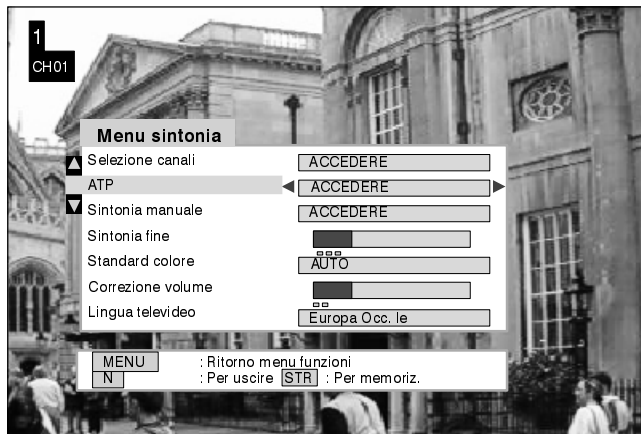 1
CH01
Menu sintonia
Selezione canali ACCEDERE
ATP ACCEDERE
Sintonia manuale ACCEDERE
Sintonia fine
Standard colore AUTO
Correzione volume
Lingua televideo Europa Occ. le
MENU : Ritorno menu funzioni
N : Per uscire STR : Per memoriz.